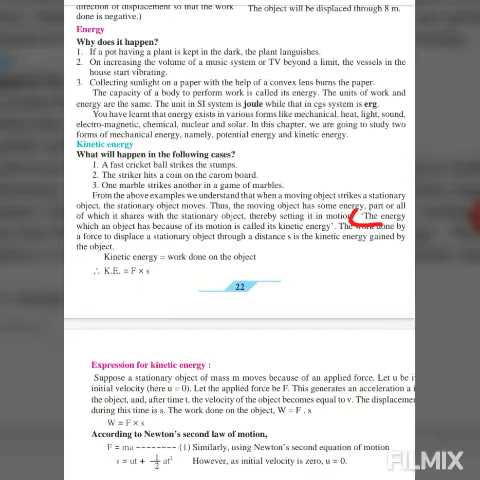 direction of displacement so that the work
done is negative.)
The object will be displaced through 8 m.
Energy
Why does it happen?
1. If a pot having a plant is kept in the dark, the plant languishes.
2. On increasing the volume of a music system or TV beyond a limit, the vessels in the
house start vibrating.
3. Collecting sunlight on a paper with the help of a convex lens burns the paper.
The capacity of a body to perform work is called its energy. The units of work and
energy are the same. The unit in SI system is joule while that in cgs system is erg.
You have learnt that energy exists in various forms like mechanical, heat, light, sound,
electro-magnetic, chemical, nuclear and solar. In this chapter, we are going to study two
forms of mechanical energy, namely, potential energy and kinetic energy.
Kinetic energy
What will happen in the following cases?
1. A fast cricket ball strikes the stumps.
2. The striker hits a coin on the carom board.
3. One marble strikes another in a game of marbles.
From the above examples we understand that when a moving object strikes a stationary
object, the stationary object moves. Thus, the moving object has some energy, part or all
of which it shares with the stationary object, thereby setting it in motion. 'The energy
which an object has because of its motion is called its kinetic energy'. The work done by
a force to displace a stationary object through a distance s is the kinetic energy gained by
the object.
Kinetic energy = work done on the object
∴ K.E. = F × s
22
Expression for kinetic energy :
Suppose a stationary object of mass m moves because of an applied force. Let u be i
initial velocity (here u = 0). Let the applied force be F. This generates an acceleration a i
the object, and, after time t, the velocity of the object becomes equal to v. The displaceme
during this time is s. The work done on the object, W = F . s
W = F × s
According to Newton's second law of motion,
F = ma -------- (1) Similarly, using Newton's second equation of motion
s = ut + 1/2 at² However, as initial velocity is zero, u = 0.
FILMIX